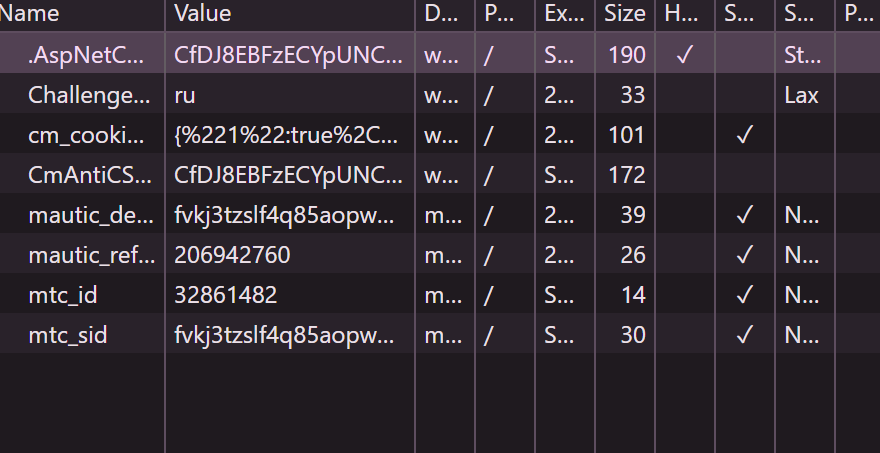 Name Value D... P... Ex... Size H... S... S... P...
.AspNetC... CfDJ8EBFzECYpUNC... w... / S... 190 ✓ St...
Challenge... ru w... / 2... 33 Lax
cm_cooki... {%221%22:true%2C... w... / 2... 101 ✓
CmAntiCS... CfDJ8EBFzECYpUNC... w... / S... 172
mautic_de... fvkj3tzslf4q85aopw... m... / 2... 39 ✓ N...
mautic_ref... 206942760 m... / 2... 26 ✓ N...
mtc_id 32861482 m... / S... 14 ✓ N...
mtc_sid fvkj3tzslf4q85aopw... m... / S... 30 ✓ N...